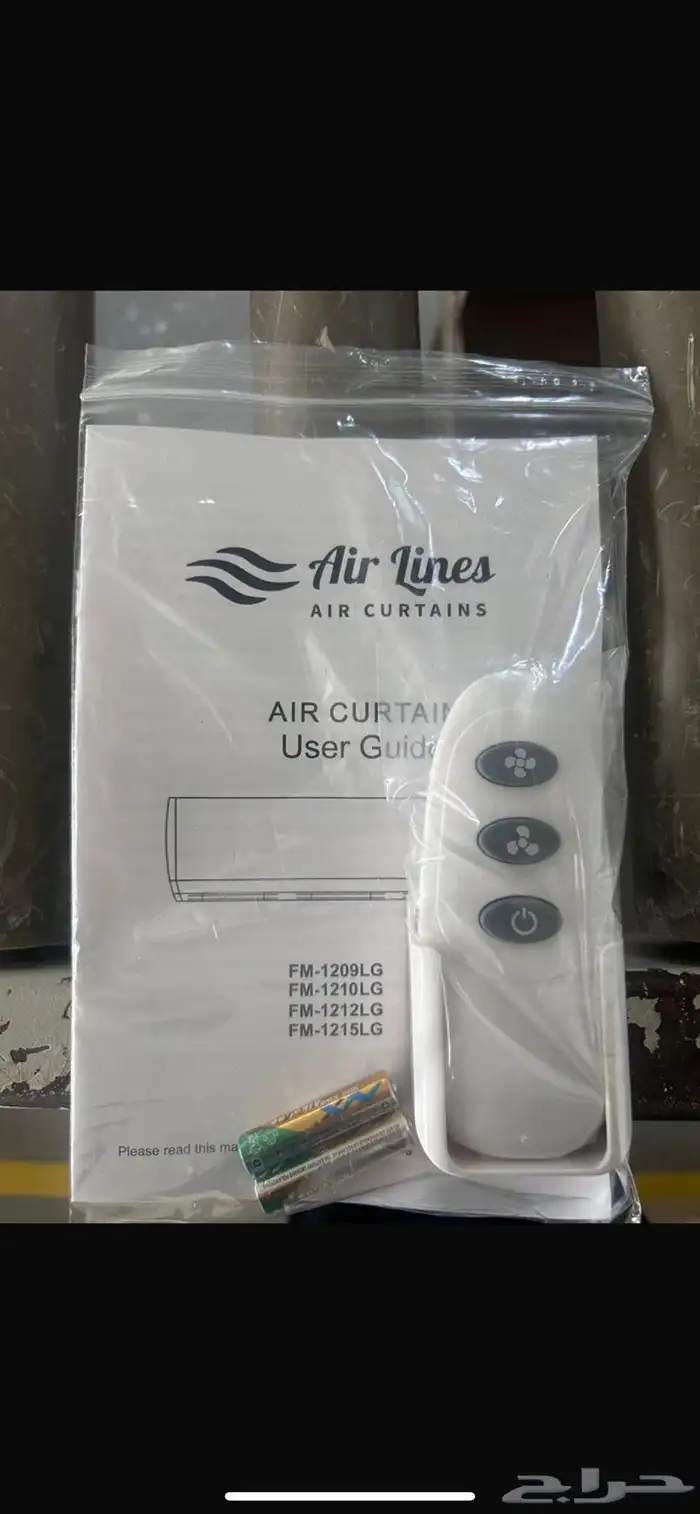 Air Lines
AIR CURTAINS
AIR CURTAIN
User Guide
FM-1209LG
FM-1210LG
FM-1212LG
FM-1215LG
Please read this ma
حراج